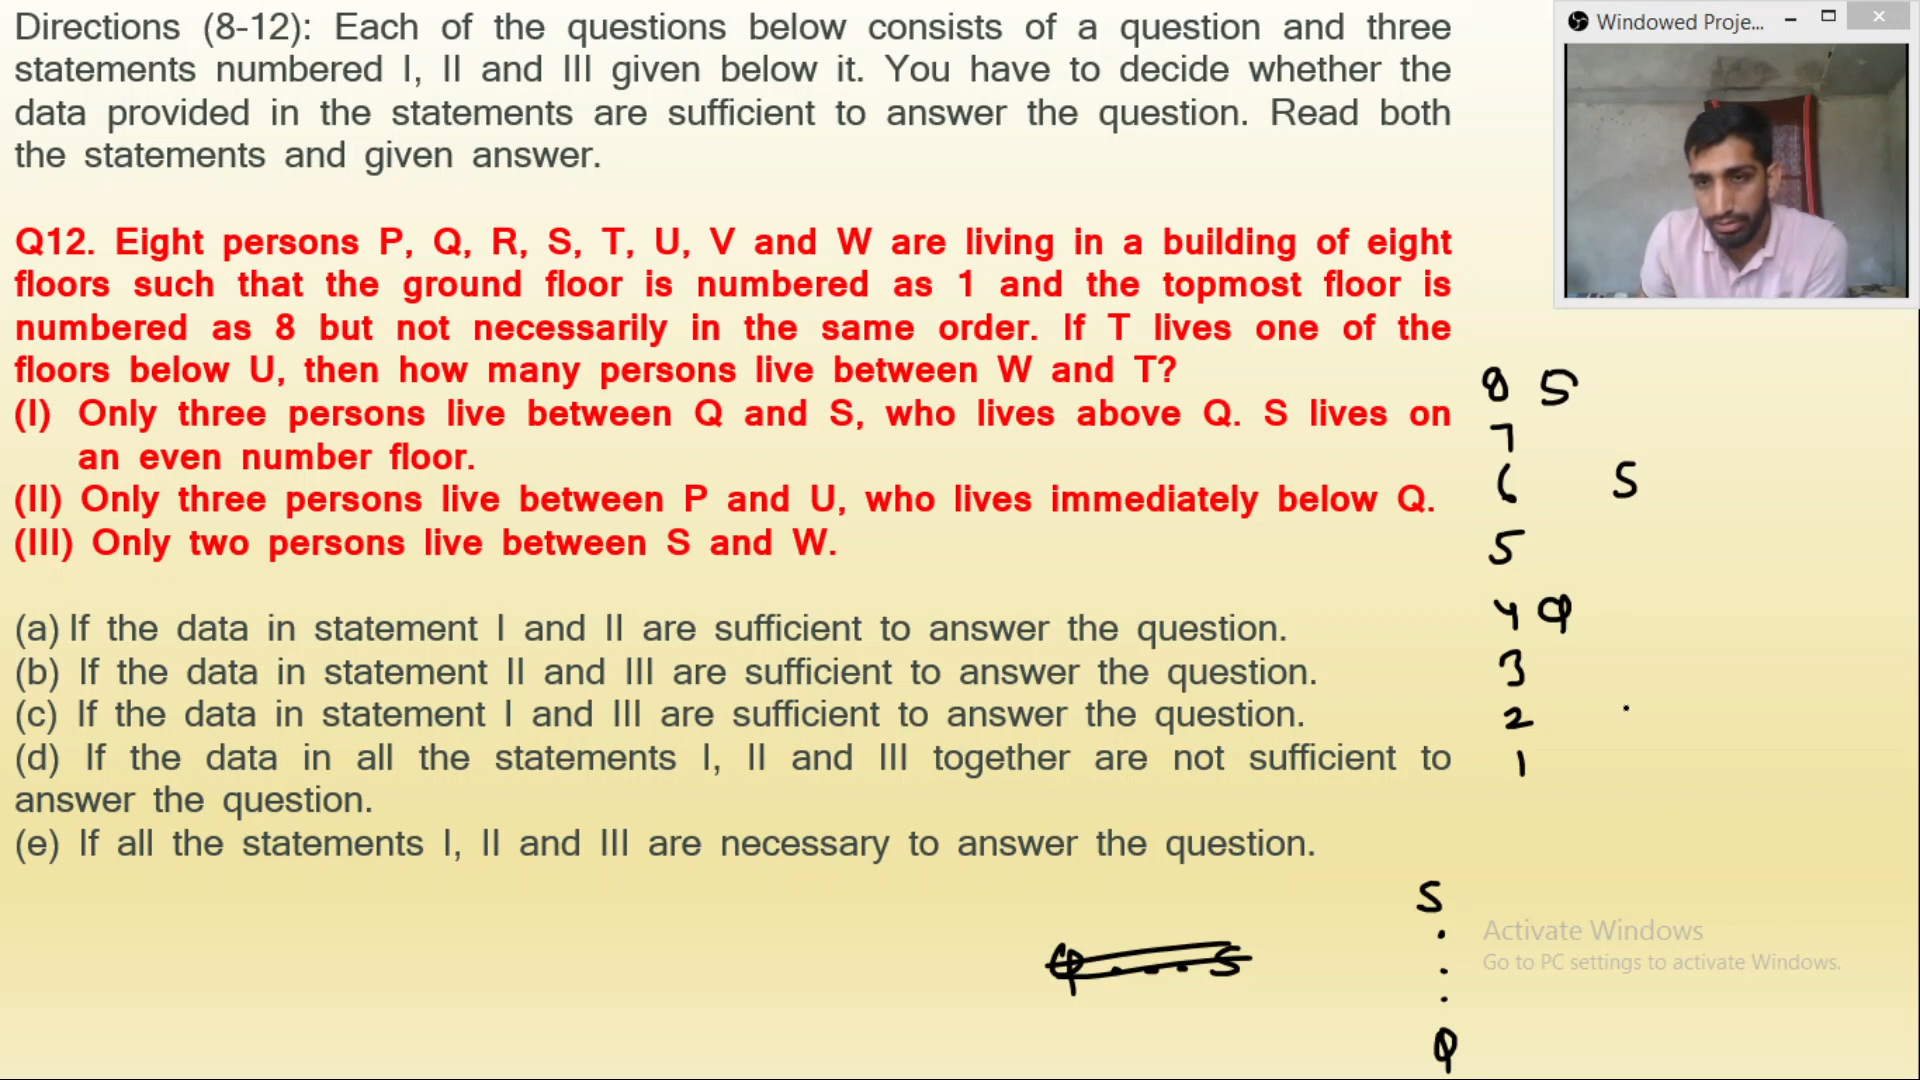 Directions (8-12): Each of the questions below consists of a question and three
statements numbered I, II and III given below it. You have to decide whether the
data provided in the statements are sufficient to answer the question. Read both
the statements and given answer.
Windowed Proje...
Q12. Eight persons P, Q, R, S, T, U, V and W are living in a building of eight
floors such that the ground floor is numbered as 1 and the topmost floor is
numbered as 8 but not necessarily in the same order. If T lives one of the
floors below U, then how many persons live between W and T?
(I) Only three persons live between Q and S, who lives above Q. S lives on
an even number floor.
(II) Only three persons live between P and U, who lives immediately below Q.
(III) Only two persons live between S and W.
(a) If the data in statement I and II are sufficient to answer the question.
(b) If the data in statement II and III are sufficient to answer the question.
(c) If the data in statement I and III are sufficient to answer the question.
(d) If the data in all the statements I, II and III together are not sufficient to
answer the question.
(e) If all the statements I, II and III are necessary to answer the question.
8 S
7
6 S
5
4 Q
3
2
1
Q - - - S
S
.
.
.
Q
Activate Windows
Go to PC settings to activate Windows.